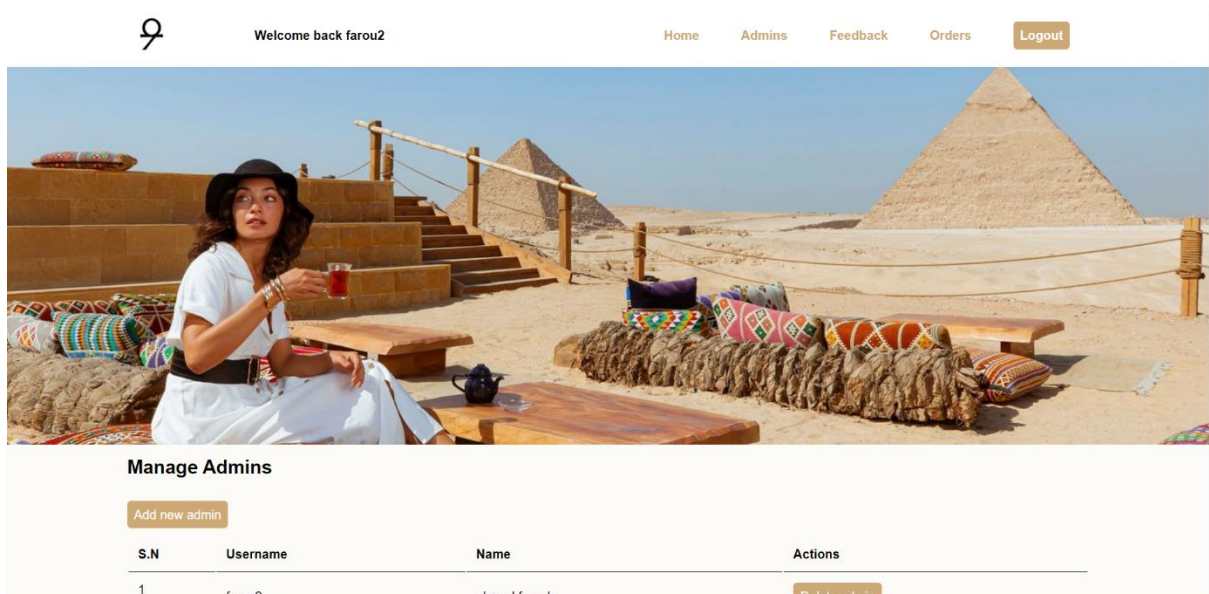 Welcome back farou2
Home Admins Feedback Orders Logout
Manage Admins
Add new admin
S.N Username Name Actions
1